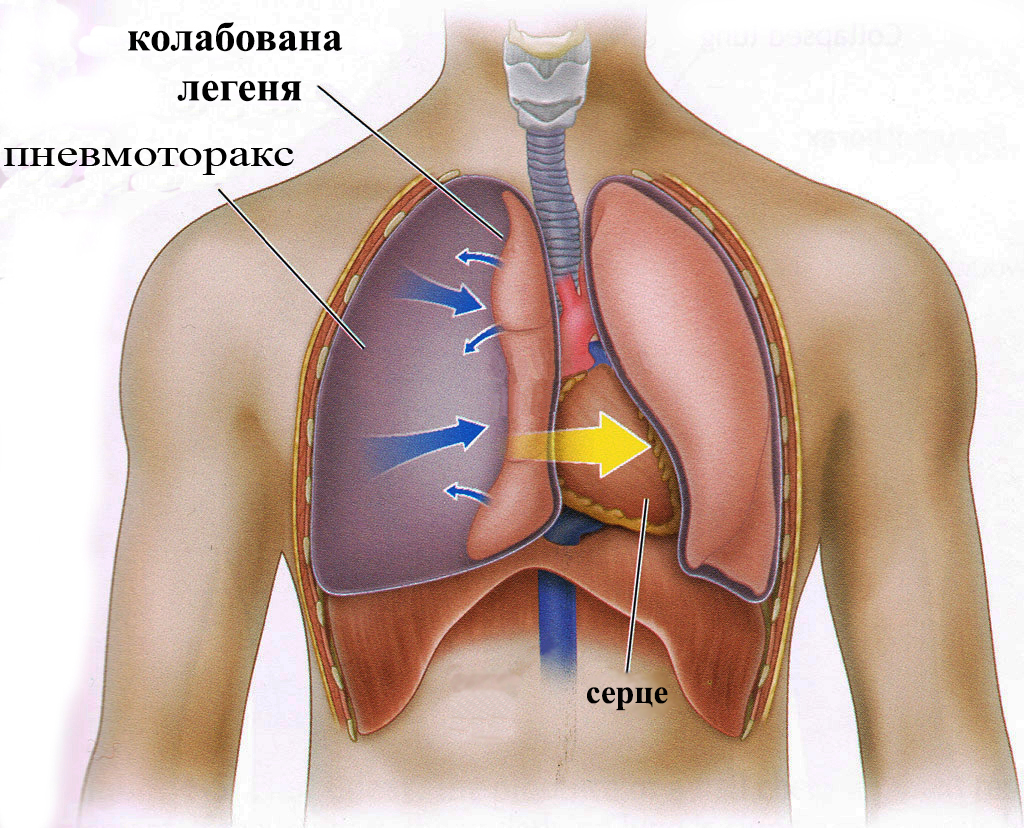 колабована
легеня
пневмоторакс
серце